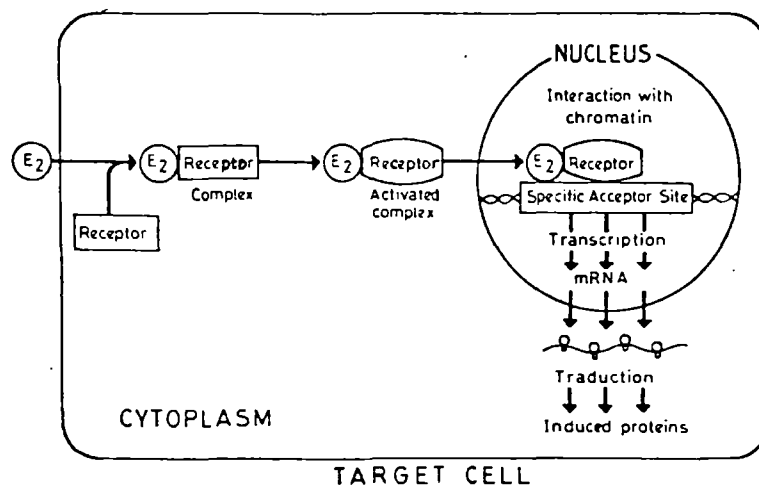 NUCLEUS
Interaction with
chromatin
E2
E2 Receptor
Complex
E2 Receptor
Activated
complex
E2 Receptor
Receptor
Specific Acceptor Site
Transcription
mRNA
Traduction
Induced proteins
CYTOPLASM
TARGET CELL